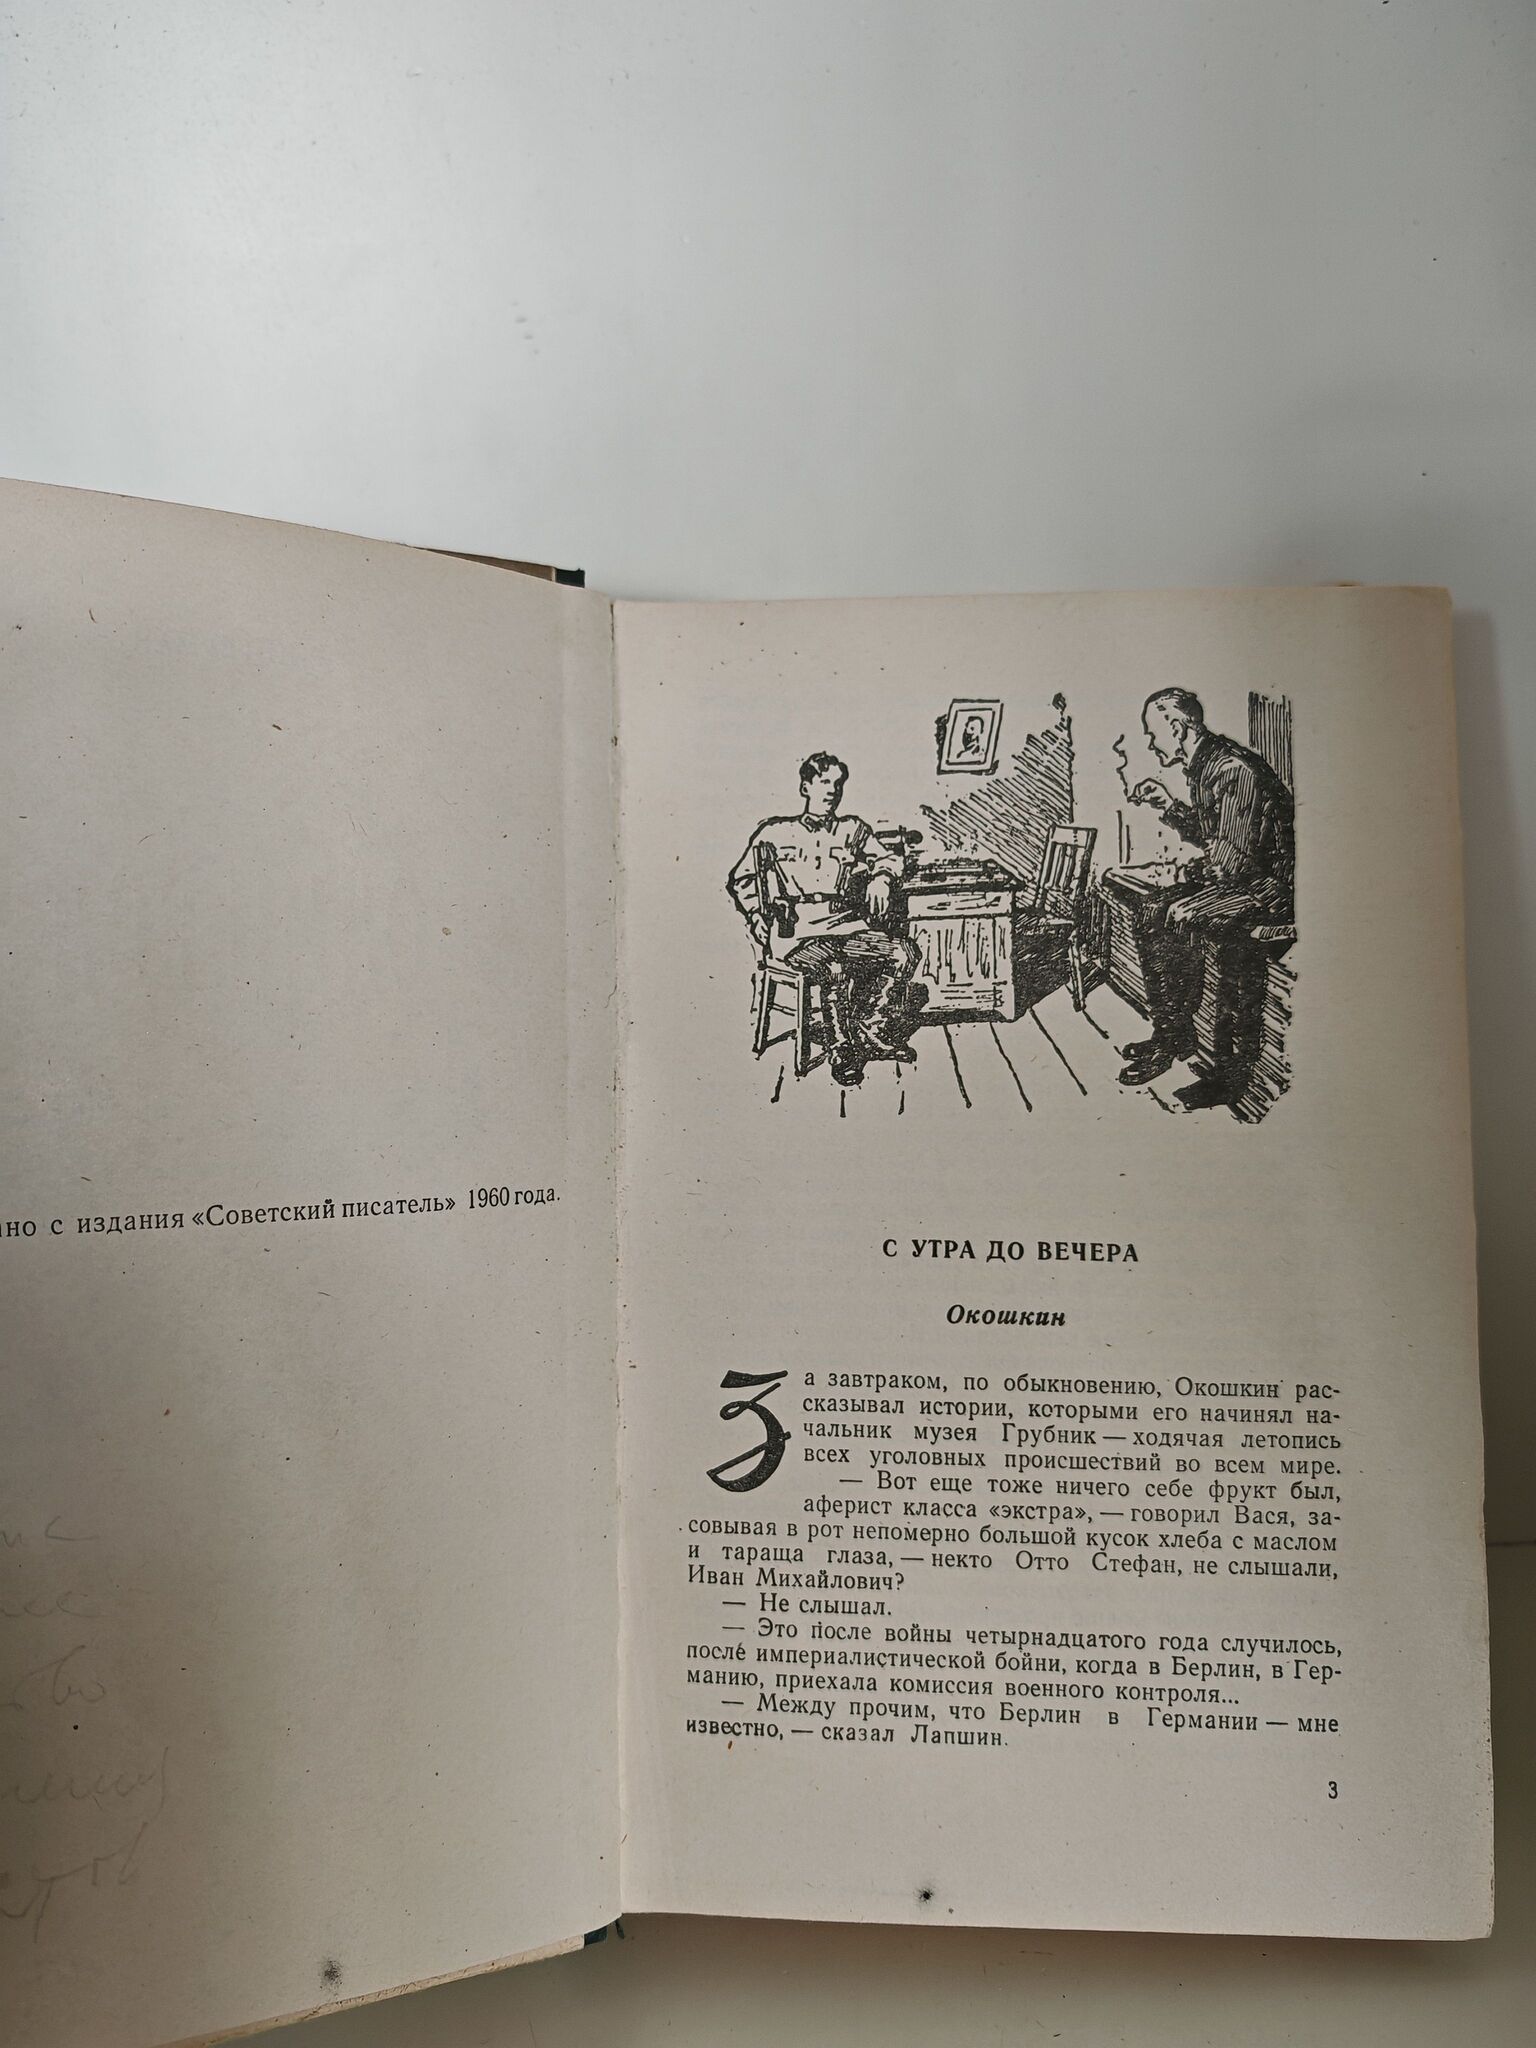 но с издания «Советский писатель» 1960 года.
С УТРА ДО ВЕЧЕРА
Окошкин
За завтраком, по обыкновению, Окошкин рас-
сказывал истории, которыми его начинял на-
чальник музея Грубник — ходячая летопись
всех уголовных происшествий во всем мире.
— Вот еще тоже ничего себе фрукт был,
аферист класса «экстра», — говорил Вася, за-
совывая в рот непомерно большой кусок хлеба с маслом
и тараща глаза, — некто Отто Стефан, не слышали,
Иван Михайлович?
— Не слышал.
— Это после войны четырнадцатого года случилось,
после империалистической бойни, когда в Берлин, в Гер-
манию, приехала комиссия военного контроля...
— Между прочим, что Берлин в Германии — мне
известно, — сказал Лапшин.
3